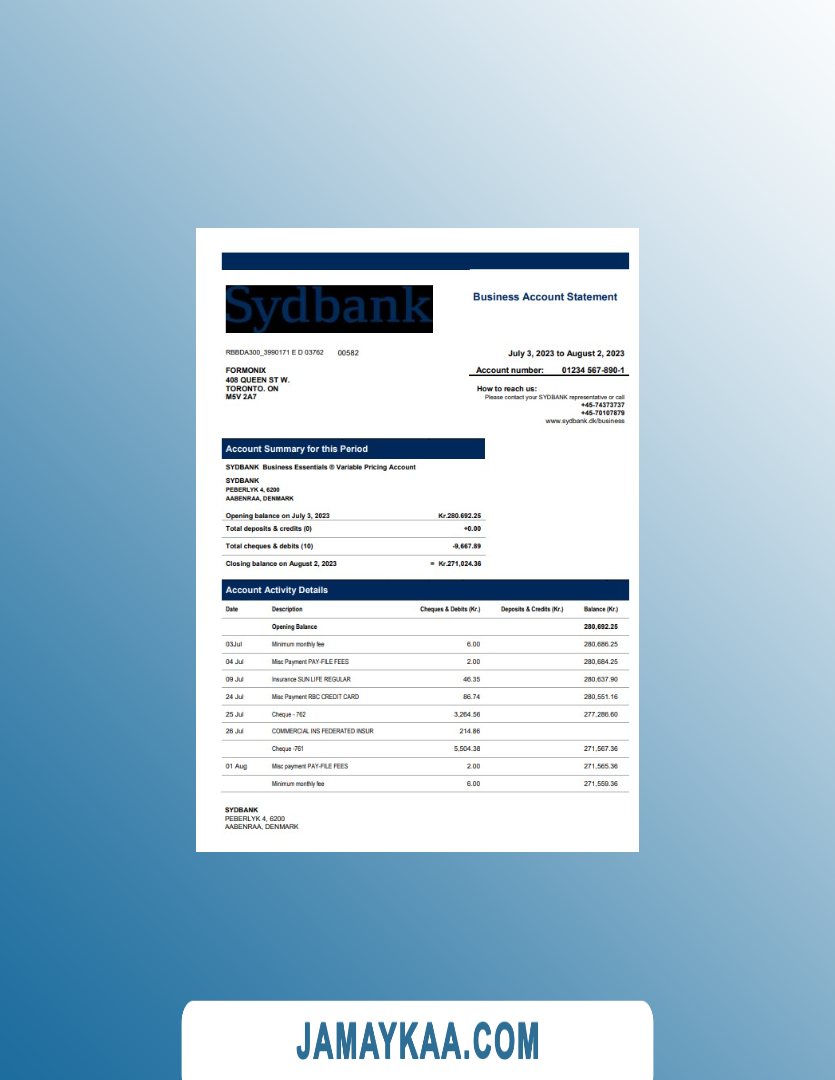 Sydbank
Business Account Statement
RBBDA300_3990171 E D 03762 00582
July 3, 2023 to August 2, 2023
FORMONIX
408 QUEEN ST W.
TORONTO. ON
M5V 2A7
Account number: 01234 567-890-1
How to reach us:
Please contact your SYDBANK representative or call
+45-74373737
+45-70107879
www.sydbank.dk/business
Account Summary for this Period
SYDBANK Business Essentials ® Variable Pricing Account
SYDBANK
PEBERLYK 4, 6200
AABENRAA, DENMARK
Opening balance on July 3, 2023 Kr.280.692.25
Total deposits & credits (0) +0.00
Total cheques & debits (10) -9,667.89
Closing balance on August 2, 2023 = Kr.271,024.36
Account Activity Details
Date Description Cheques & Debits (Kr.) Deposits & Credits (Kr.) Balance (Kr.)
Opening Balance 280,692.25
03Jul Minimum monthly fee 6.00 280,686.25
04 Jul Misc Payment PAY-FILE FEES 2.00 280,684.25
09 Jul Insurance SUN LIFE REGULAR 46.35 280,637.90
24 Jul Misc Payment RBC CREDIT CARD 86.74 280,551.16
25 Jul Cheque - 762 3,264.56 277,286.60
26 Jul COMMERCIAL INS FEDERATED INSUR 214.86
Cheque -761 5,504.38 271,567.36
01 Aug Misc payment PAY-FILE FEES 2.00 271,565.36
Minimum monthly fee 6.00 271,559.36
SYDBANK
PEBERLYK 4, 6200
AABENRAA, DENMARK
JAMAYKAA.COM